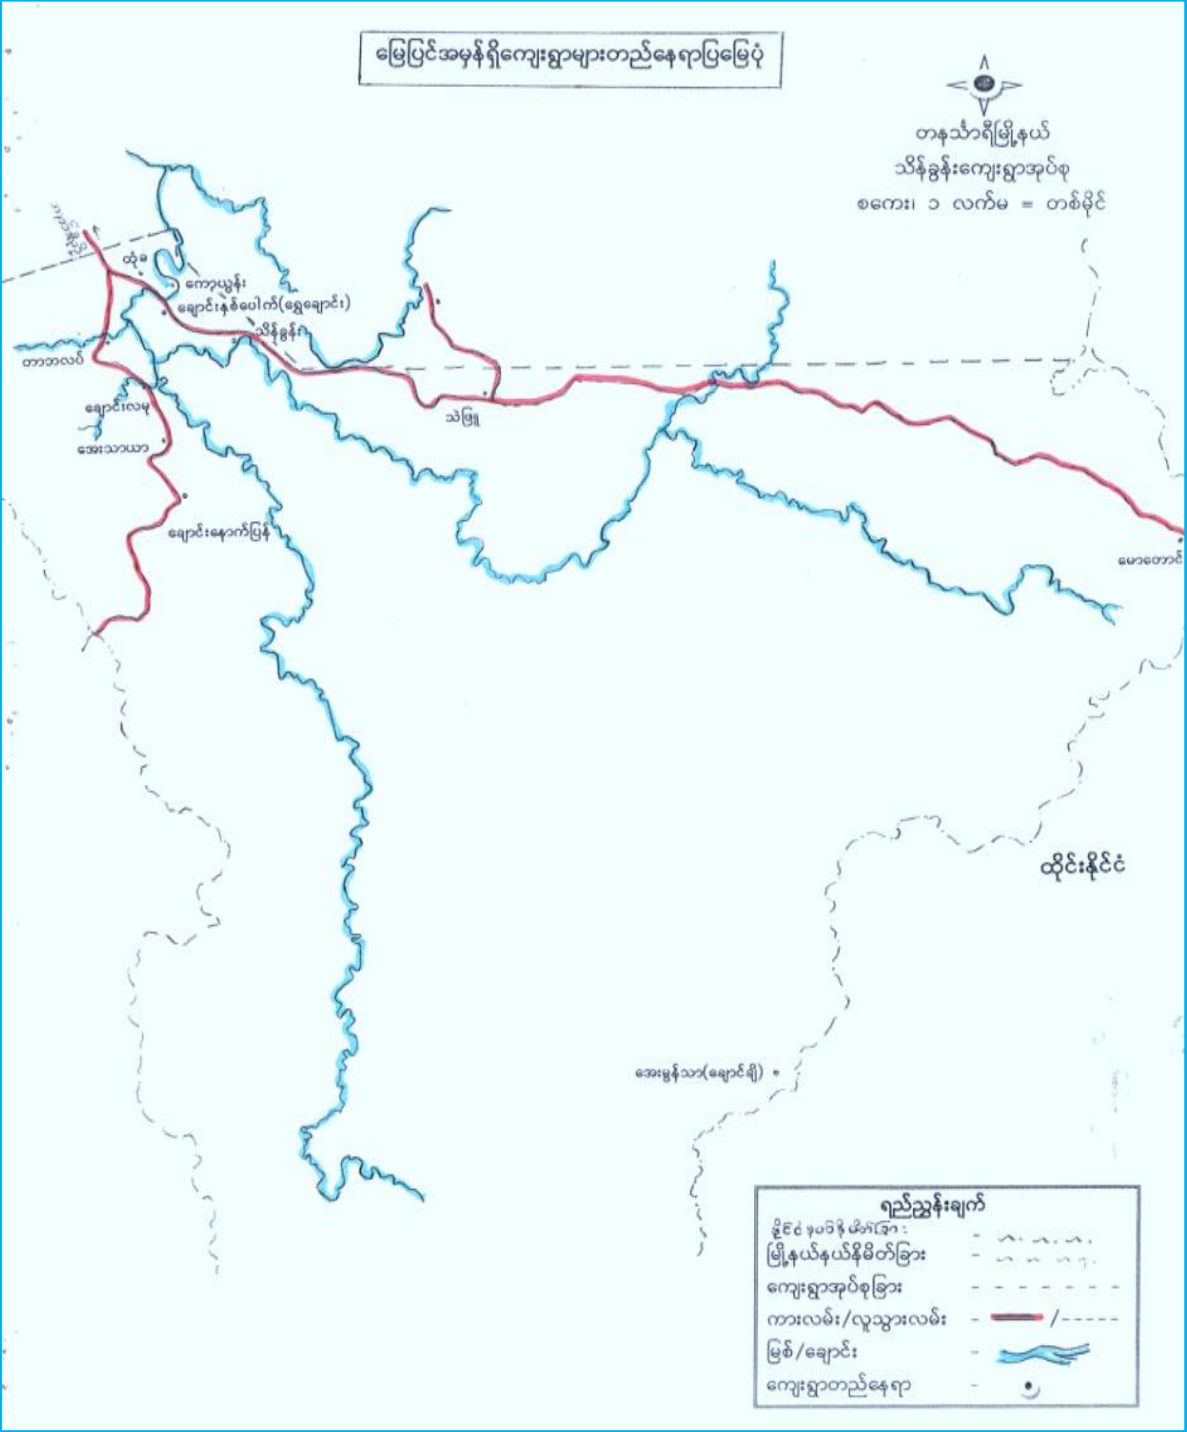 မြေပြင်အမှန်ရှိကျေးရွာများတည်နေရာပြမြေပုံ
တနင်္သာရီမြို့နယ်
သိန်ခွန်းကျေးရွာအုပ်စု
စကေး၊ ၁ လက်မ = တစ်မိုင်
ထုံခ
ကော့ယွန်း
ချောင်းနှစ်ပေါက်(ရွှေချောင်း)
သိန်ခွန်း
တာဘလပ်
ချောင်းလမု
သဲဖြူ
အေးသာယာ
ချောင်းနောက်ပြန်
မောတောင်
ထိုင်းနိုင်ငံ
အေးမွန်သာ(ချောင်ချီ)
ရည်ညွှန်းချက်
မြို့နယ်နယ်နိမိတ်ခြား -
ကျေးရွာအုပ်စုခြား -
ကားလမ်း/လူသွားလမ်း - /
မြစ်/ချောင်း -
ကျေးရွာတည်နေရာ -